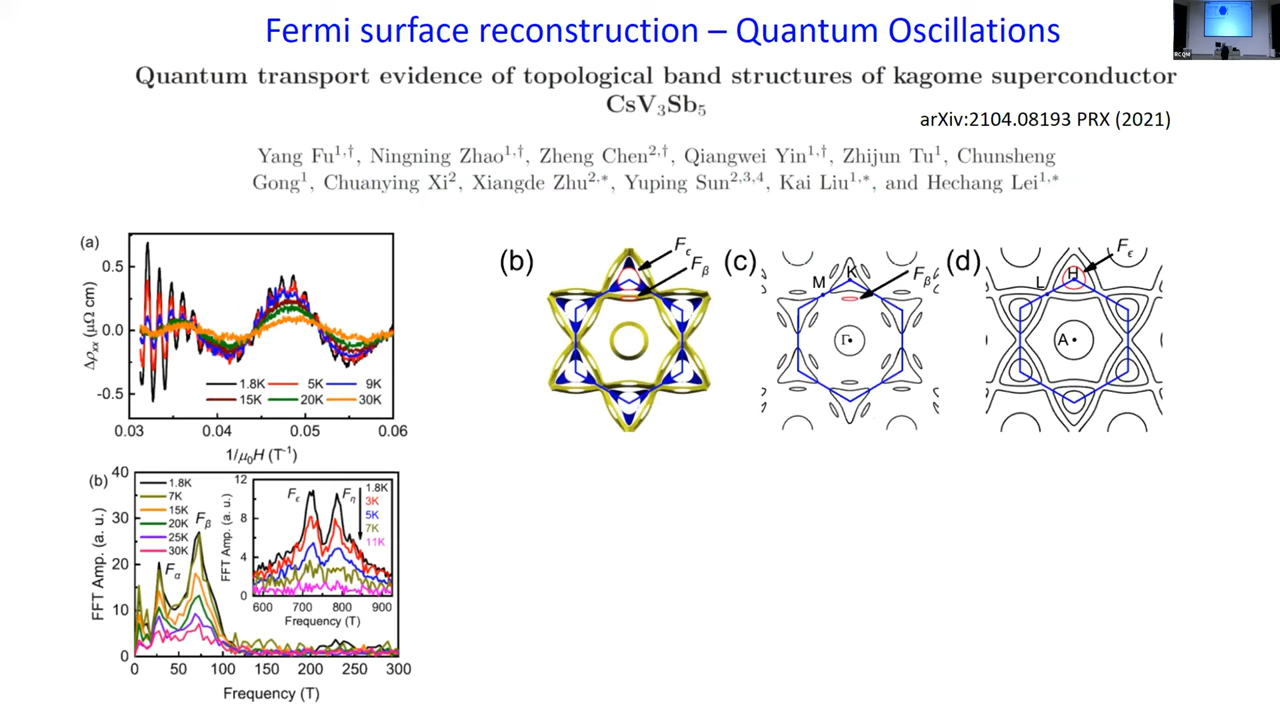 Fermi surface reconstruction – Quantum Oscillations
RCQM
Quantum transport evidence of topological band structures of kagome superconductor
CsV₃Sb₅
arXiv:2104.08193 PRX (2021)
Yang Fu¹,†, Ningning Zhao¹,†, Zheng Chen²,†, Qiangwei Yin¹,†, Zhijun Tu¹, Chunsheng
Gong¹, Chuanying Xi², Xiangde Zhu²,*, Yuping Sun²,³,⁴, Kai Liu¹,*, and Hechang Lei¹,*
(a)
0.5
0.0
-0.5
Δρxx (μΩ cm)
1.8K 5K 9K
15K 20K 30K
0.03 0.04 0.05 0.06
1/μ₀H (T⁻¹)
(b)
Fϵ
Fβ
(c)
M
K
Γ
Fβ
(d)
L
H
A
Fϵ
(b)
40
30
20
10
0
FFT Amp. (a. u.)
1.8K
7K
15K
20K
25K
30K
Fα
Fβ
0 50 100 150 200 250 300
Frequency (T)
12
8
4
0
FFT Amp. (a. u.)
Fϵ
Fη
1.8K
3K
5K
7K
11K
600 700 800 900
Frequency (T)